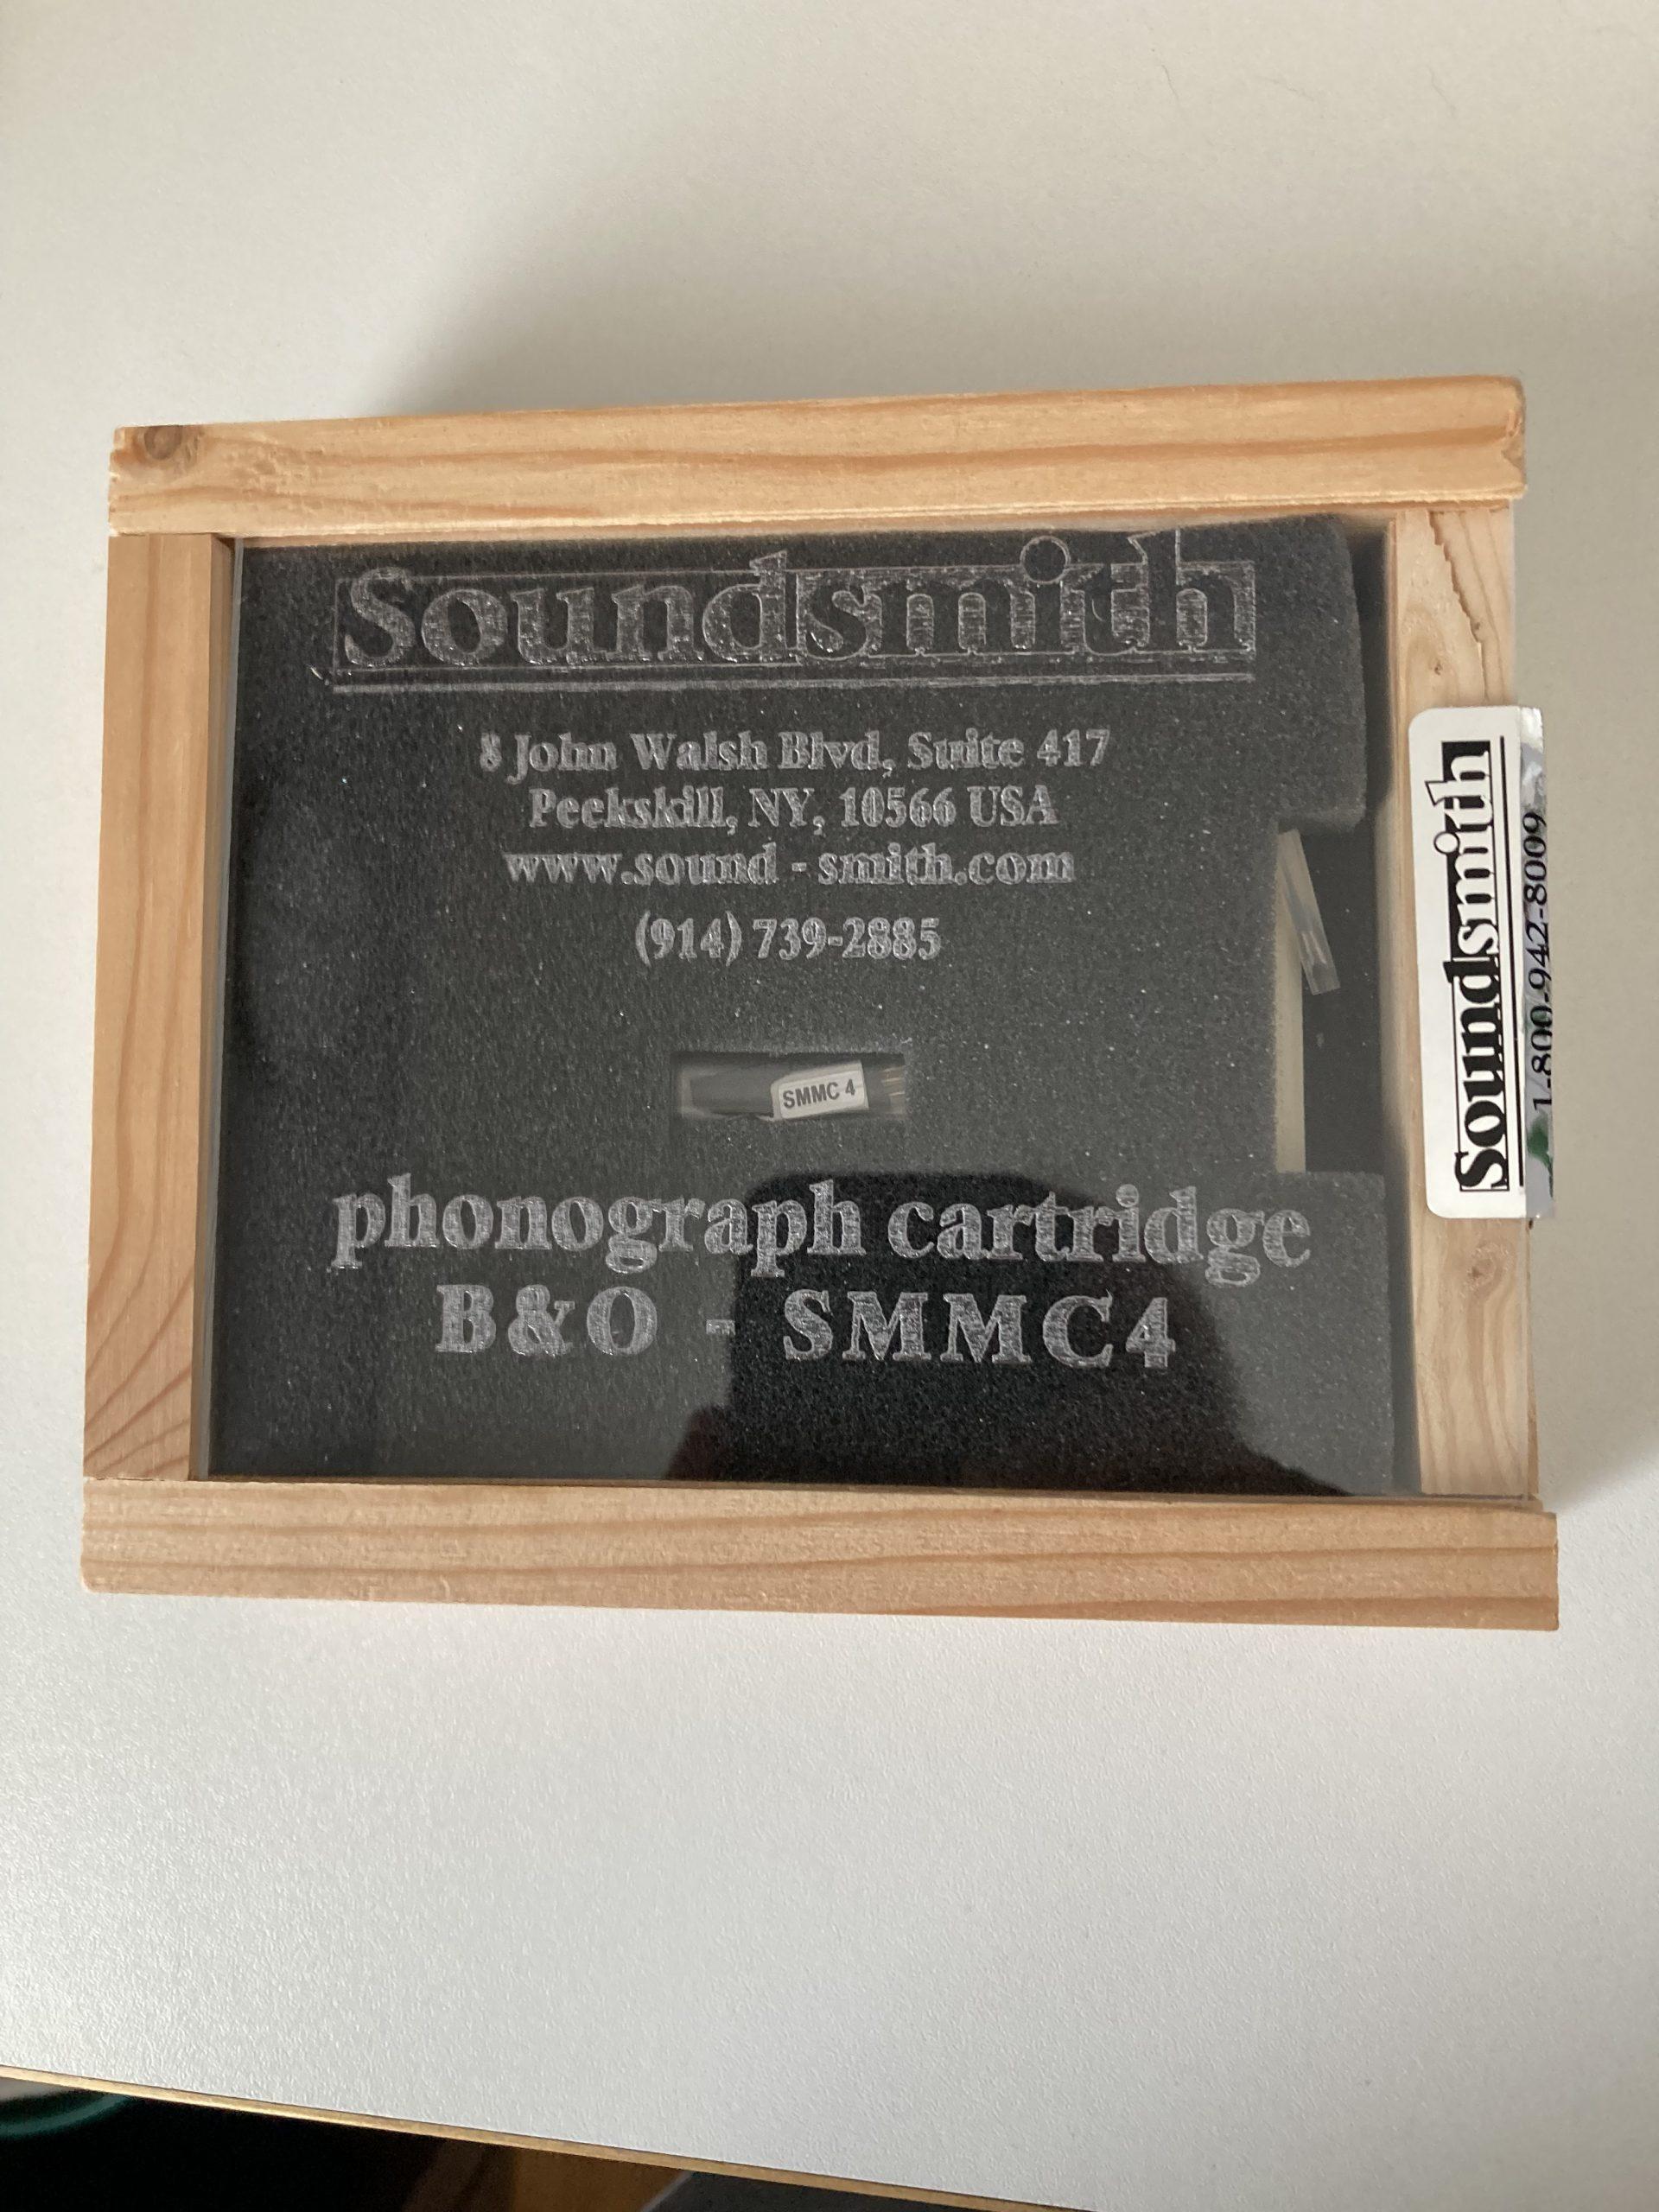 Soundsmith
8 John Walsh Blvd, Suite 417
Peekskill, NY, 10566 USA
www.sound - smith.com
(914) 739-2885
SMMC 4
phonograph cartridge
B&O - SMMC4
Soundsmith
1-800-942-8009